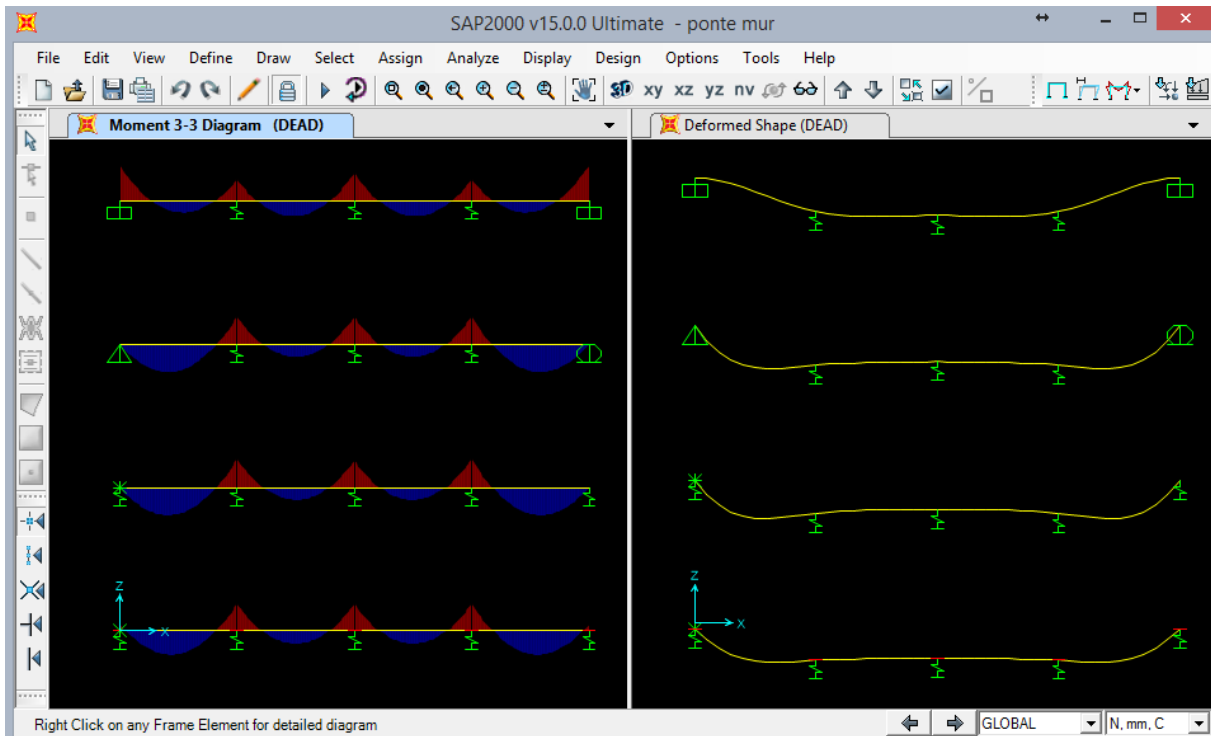 SAP2000 v15.0.0 Ultimate - ponte mur
File Edit View Define Draw Select Assign Analyze Display Design Options Tools Help
3D xy xz yz nv
Moment 3-3 Diagram (DEAD)
Deformed Shape (DEAD)
Z
X
Z
X
Right Click on any Frame Element for detailed diagram
GLOBAL
N, mm, C